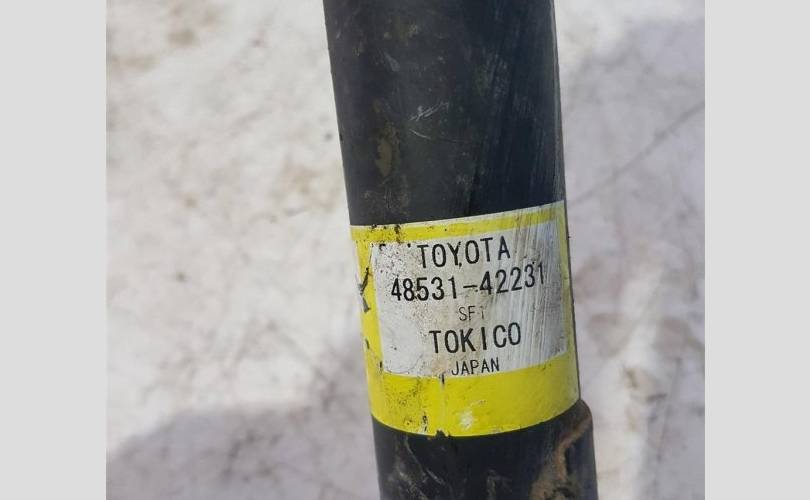 TOYOTA
48531-42231
SF1
TOKICO
JAPAN